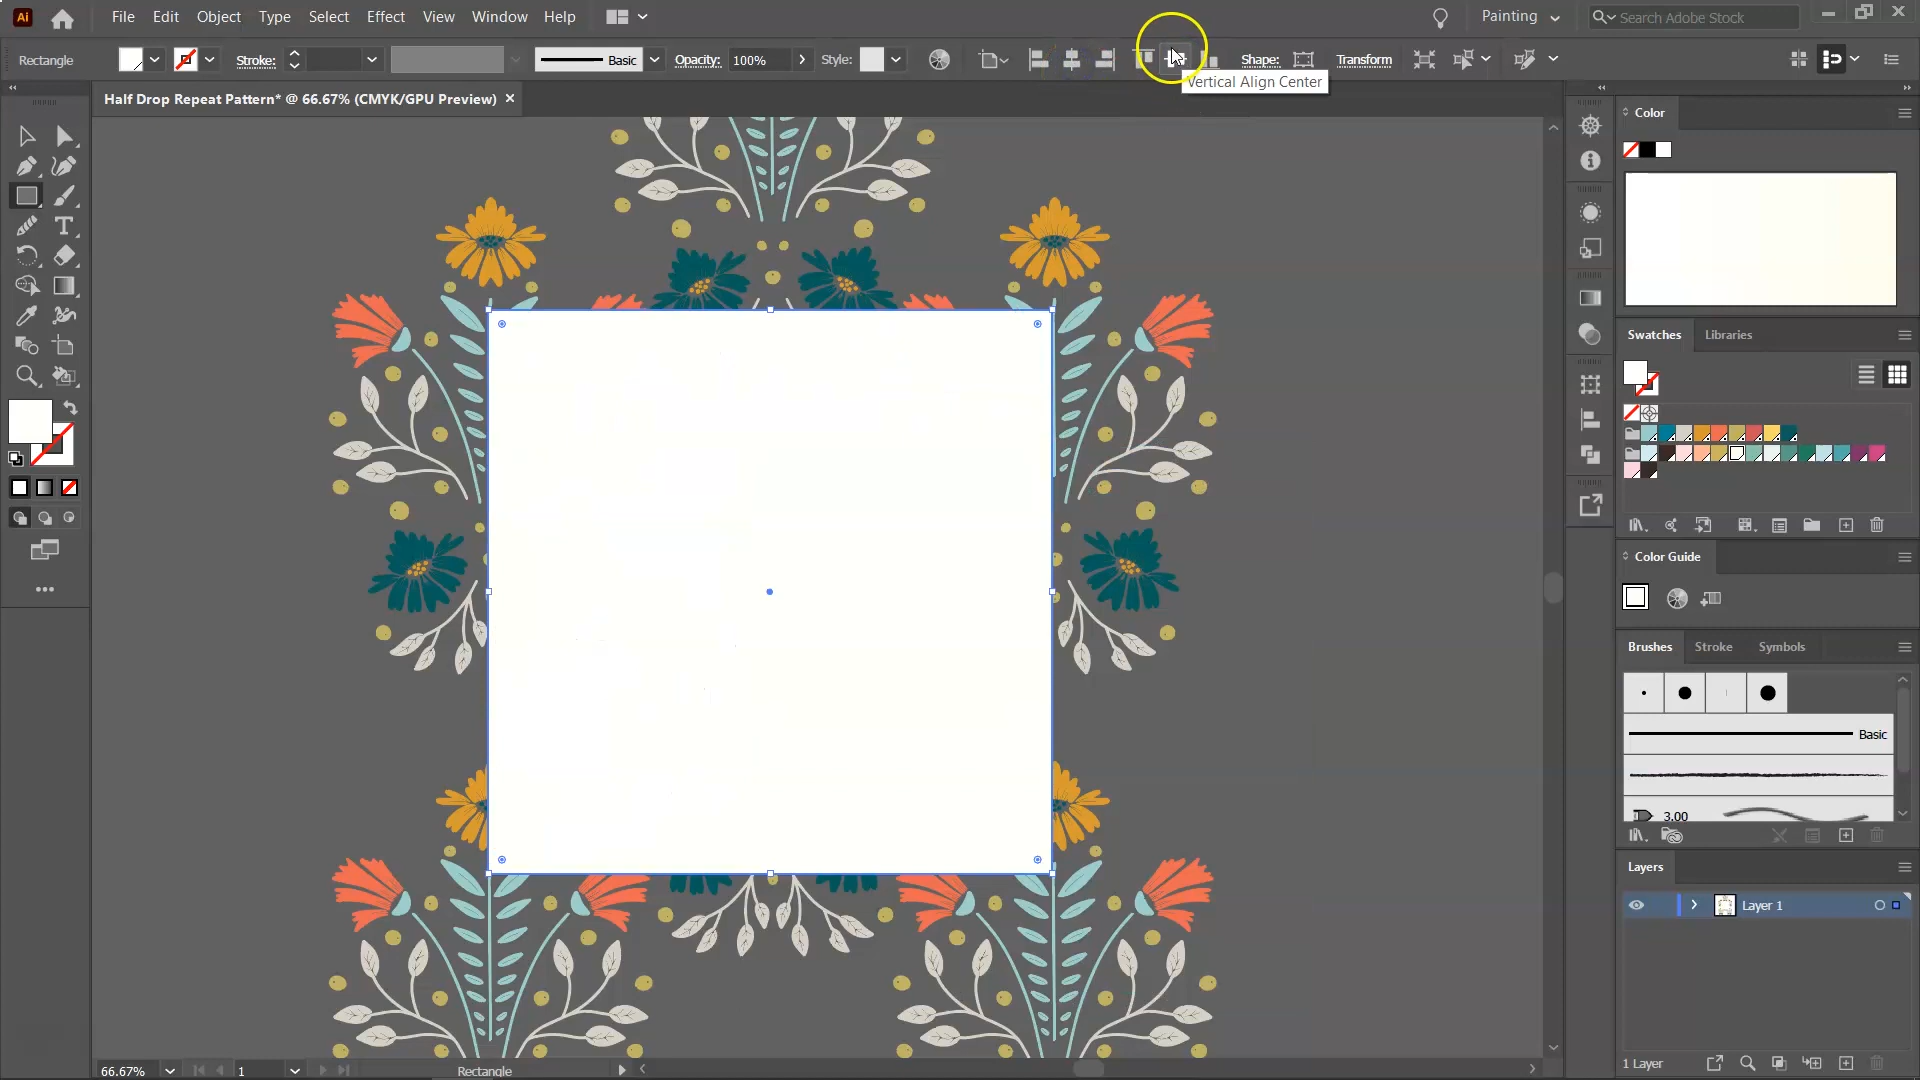 Ai File Edit Object Type Select Effect View Window Help Painting Search Adobe Stock
Rectangle Stroke: Basic Opacity: 100% Style: Shape: Transform
Vertical Align Center
Half Drop Repeat Pattern* @ 66.67% (CMYK/GPU Preview) ×
Color
Swatches Libraries
Color Guide
Brushes Stroke Symbols
Basic
3.00
Layers
Layer 1
1 Layer
66.67% 1 Rectangle